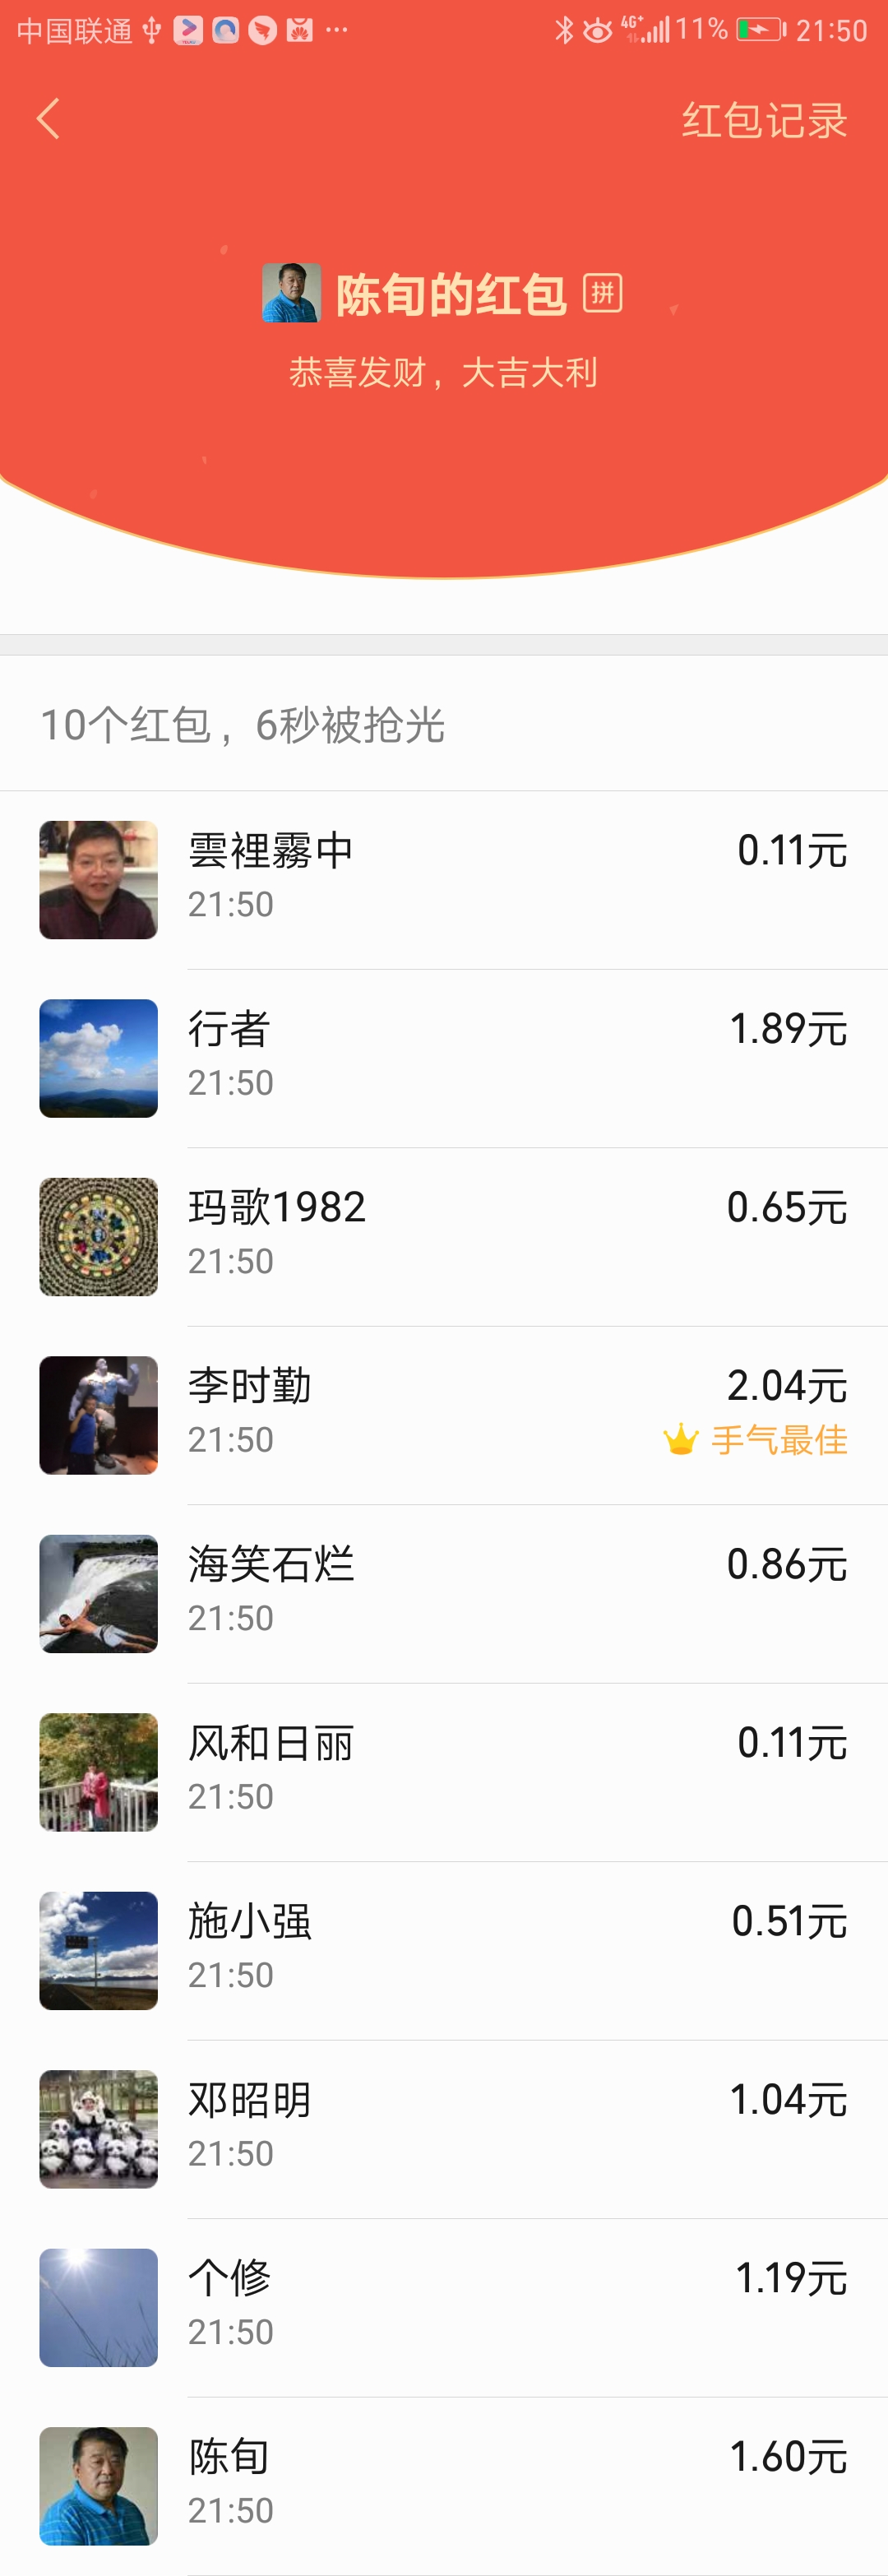 中国联通 4G+ 11% 21:50
红包记录
陈旬的红包 拼
恭喜发财，大吉大利
10个红包，6秒被抢光
雲裡霧中 0.11元
21:50
行者 1.89元
21:50
玛歌1982 0.65元
21:50
李时勤 2.04元
21:50 手气最佳
海笑石烂 0.86元
21:50
风和日丽 0.11元
21:50
施小强 0.51元
21:50
邓昭明 1.04元
21:50
个修 1.19元
21:50
陈旬 1.60元
21:50